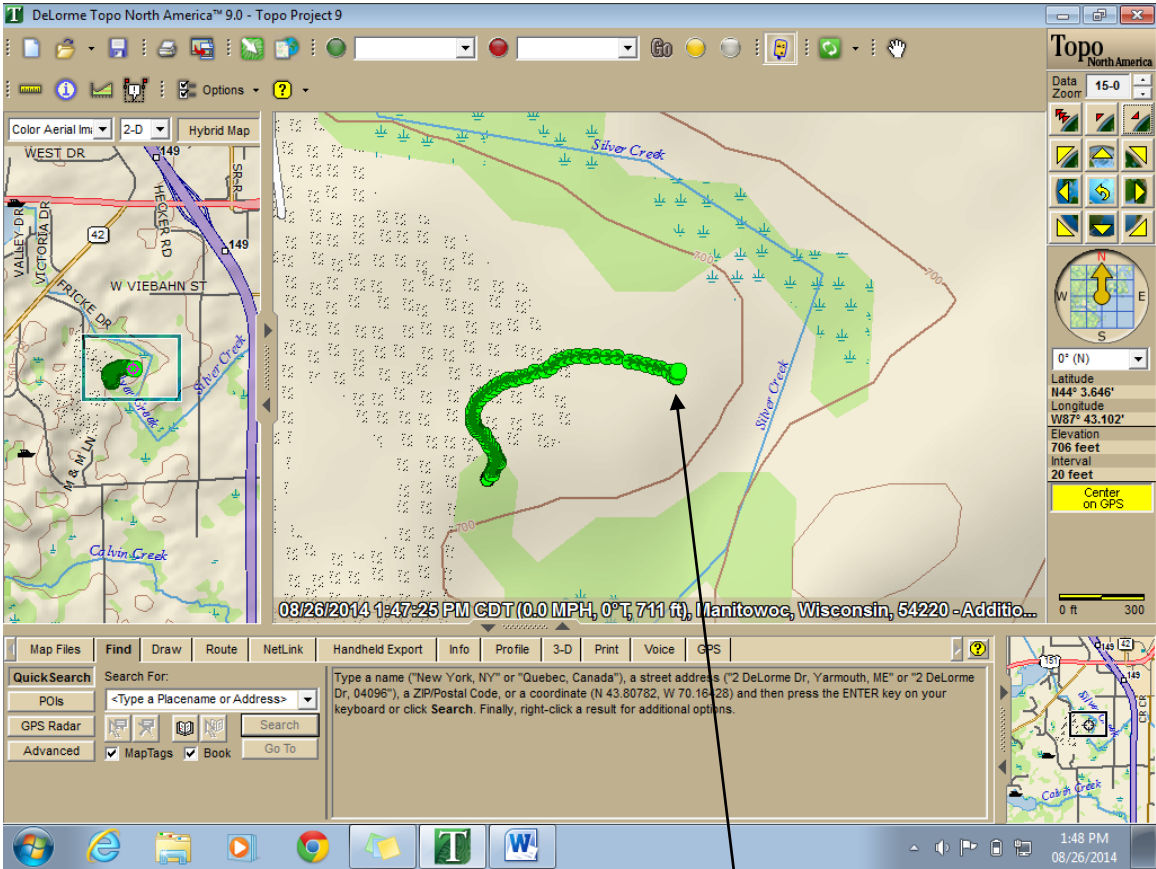 DeLorme Topo North America™ 9.0 - Topo Project 9
Go
Options
Topo
North America
Data
Zoom
15-0
Color Aerial Im
2-D
Hybrid Map
WEST DR
149
SR-R
HECKER RD
42
VALLEY DR
VICTORIA DR
149
FRICKE DR
W VIEBAHN ST
Silver Creek
Silver Creek
750
M & M LN
Calvin Creek
Silver Creek
700
700
Silver Creek
700
N
W
E
S
0° (N)
Latitude
N44° 3.646'
Longitude
W87° 43.102'
Elevation
706 feet
Interval
20 feet
Center
on GPS
0 ft 300
08/26/2014 1:47:25 PM CDT (0.0 MPH, 0°T, 711 ft), Manitowoc, Wisconsin, 54220 - Additio...
Map Files Find Draw Route NetLink Handheld Export Info Profile 3-D Print Voice GPS
QuickSearch
POIs
GPS Radar
Advanced
Search For:
<Type a Placename or Address>
Search
MapTags Book Go To
Type a name ("New York, NY" or "Quebec, Canada"), a street address ("2 DeLorme Dr, Yarmouth, ME" or "2 DeLorme
Dr, 04096"), a ZIP/Postal Code, or a coordinate (N 43.80782, W 70.16428) and then press the ENTER key on your
keyboard or click Search. Finally, right-click a result for additional options.
149
42
151
149
CR CR
Calvin Creek
1:48 PM
08/26/2014